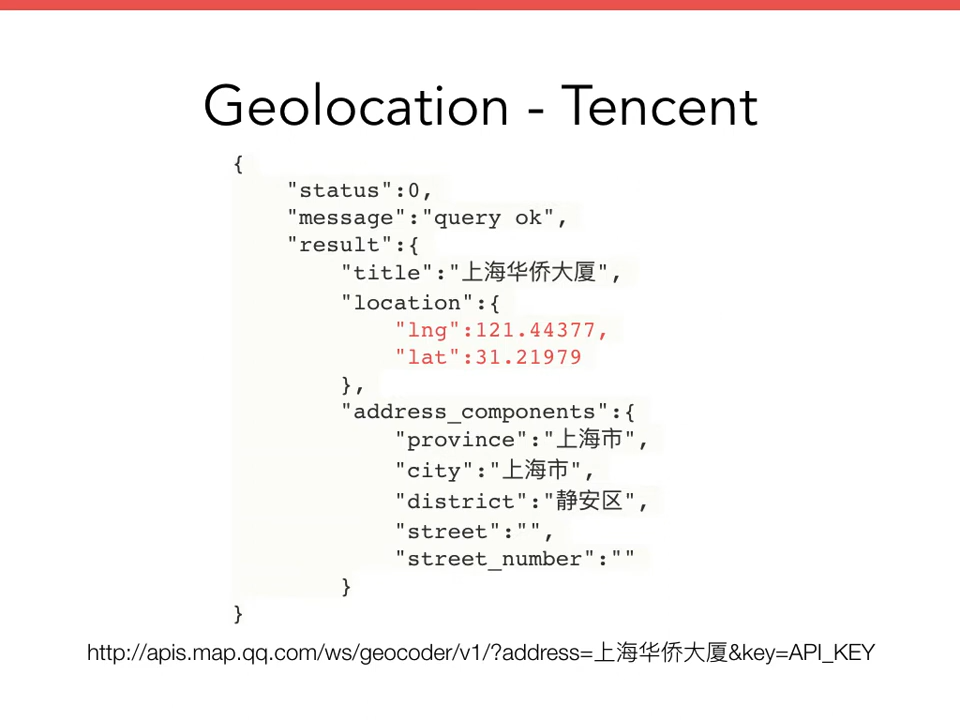 Geolocation - Tencent
{
"status":0,
"message":"query ok",
"result":{
"title":"上海华侨大厦",
"location":{
"lng":121.44377,
"lat":31.21979
},
"address_components":{
"province":"上海市",
"city":"上海市",
"district":"静安区",
"street":"",
"street_number":""
}
}
http://apis.map.qq.com/ws/geocoder/v1/?address=上海华侨大厦&key=API_KEY